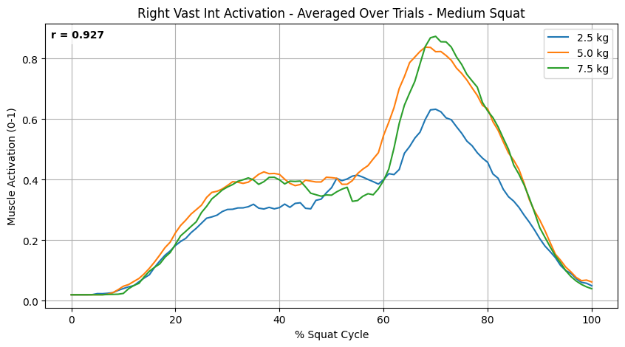 Right Vast Int Activation - Averaged Over Trials - Medium Squat
r = 0.927
2.5 kg
5.0 kg
7.5 kg
Muscle Activation (0-1)
0.8
0.6
0.4
0.2
0.0
0 20 40 60 80 100
% Squat Cycle